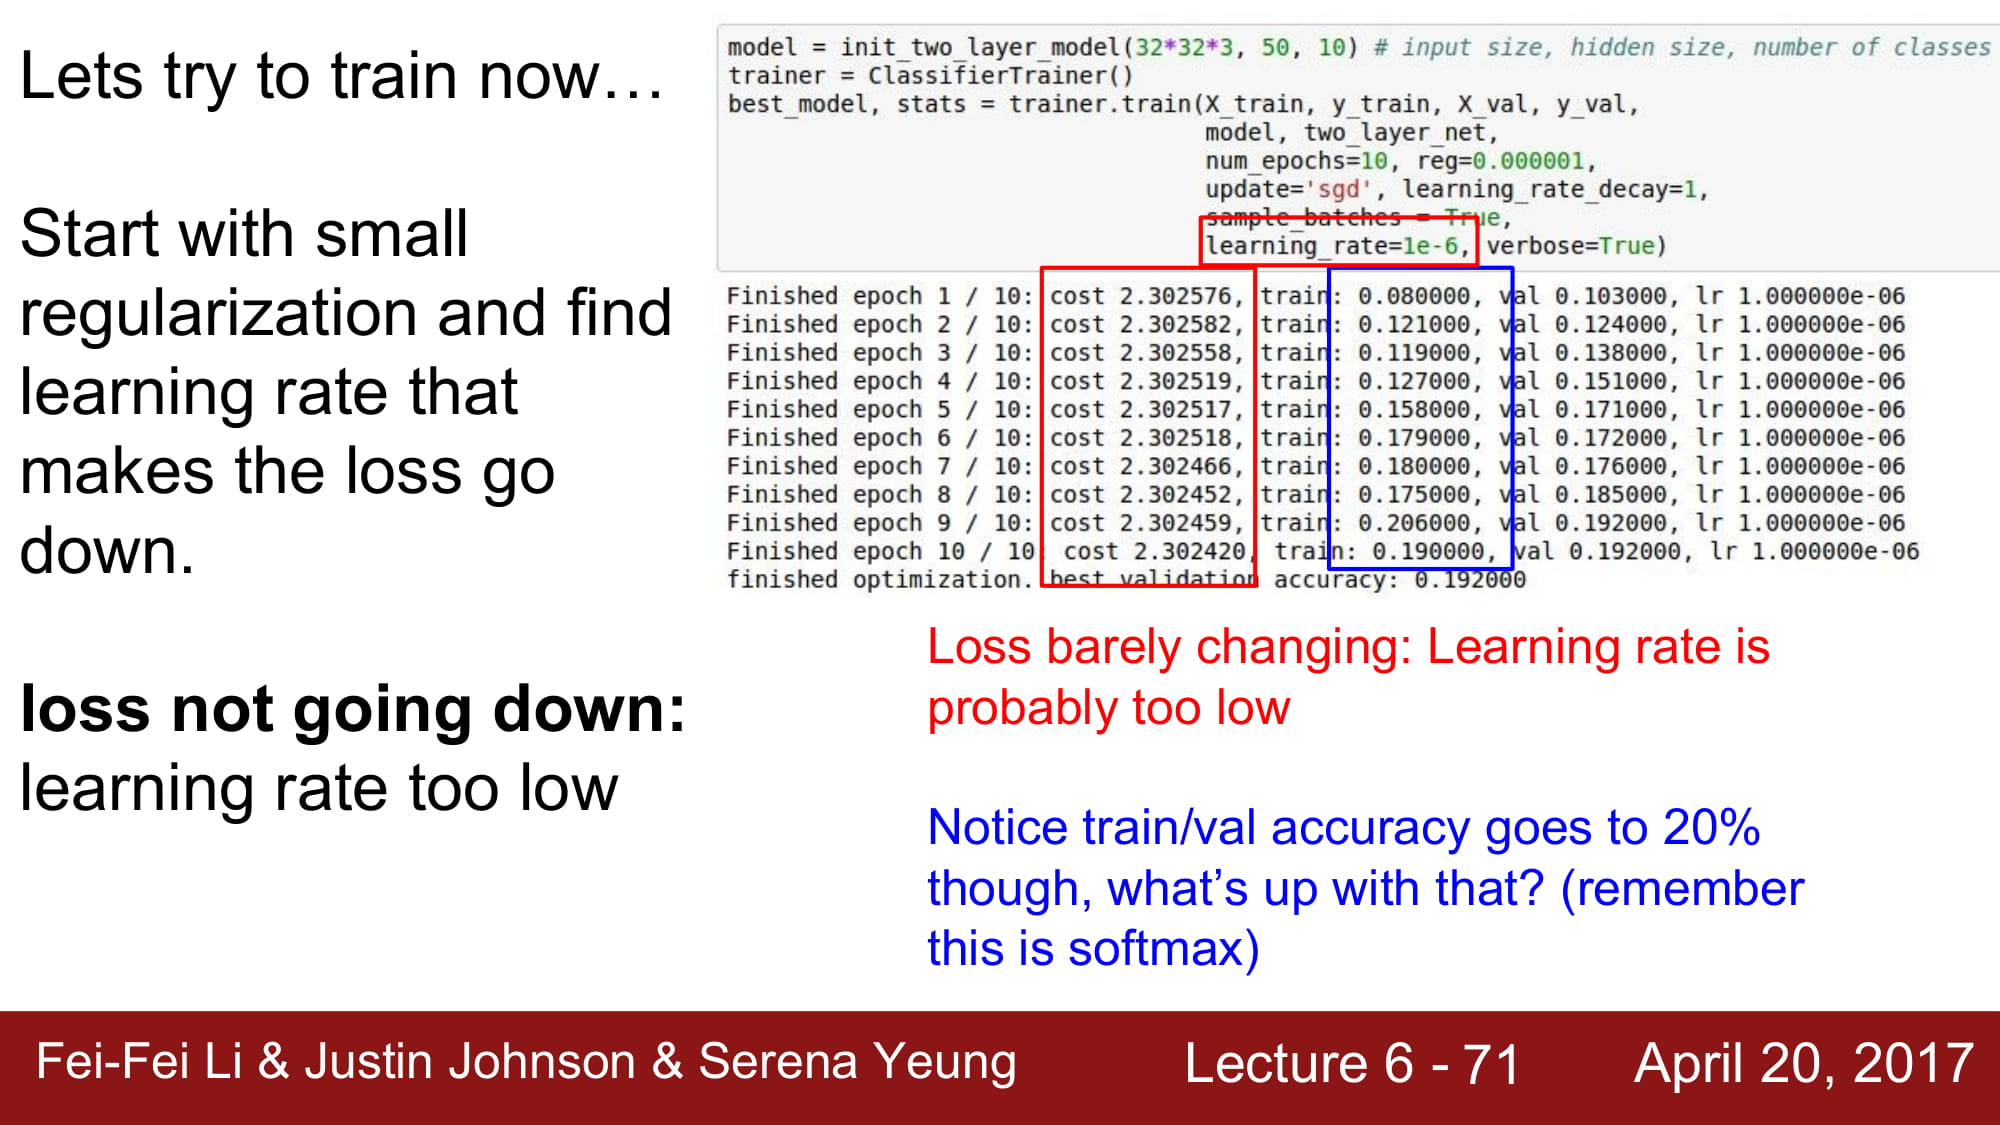 Lets try to train now…
Start with small
regularization and find
learning rate that
makes the loss go
down.
loss not going down:
learning rate too low
model = init_two_layer_model(32*32*3, 50, 10) # input size, hidden size, number of classes
trainer = ClassifierTrainer()
best_model, stats = trainer.train(X_train, y_train, X_val, y_val,
model, two_layer_net,
num_epochs=10, reg=0.000001,
update='sgd', learning_rate_decay=1,
sample_batches = True,
learning_rate=1e-6, verbose=True)
Finished epoch 1 / 10: cost 2.302576, train: 0.080000, val 0.103000, lr 1.000000e-06
Finished epoch 2 / 10: cost 2.302582, train: 0.121000, val 0.124000, lr 1.000000e-06
Finished epoch 3 / 10: cost 2.302558, train: 0.119000, val 0.138000, lr 1.000000e-06
Finished epoch 4 / 10: cost 2.302519, train: 0.127000, val 0.151000, lr 1.000000e-06
Finished epoch 5 / 10: cost 2.302517, train: 0.158000, val 0.171000, lr 1.000000e-06
Finished epoch 6 / 10: cost 2.302518, train: 0.179000, val 0.172000, lr 1.000000e-06
Finished epoch 7 / 10: cost 2.302466, train: 0.180000, val 0.176000, lr 1.000000e-06
Finished epoch 8 / 10: cost 2.302452, train: 0.175000, val 0.185000, lr 1.000000e-06
Finished epoch 9 / 10: cost 2.302459, train: 0.206000, val 0.192000, lr 1.000000e-06
Finished epoch 10 / 10: cost 2.302420, train: 0.190000, val 0.192000, lr 1.000000e-06
finished optimization. best validation accuracy: 0.192000
Loss barely changing: Learning rate is
probably too low
Notice train/val accuracy goes to 20%
though, what’s up with that? (remember
this is softmax)
Fei-Fei Li & Justin Johnson & Serena Yeung
Lecture 6 - 71
April 20, 2017